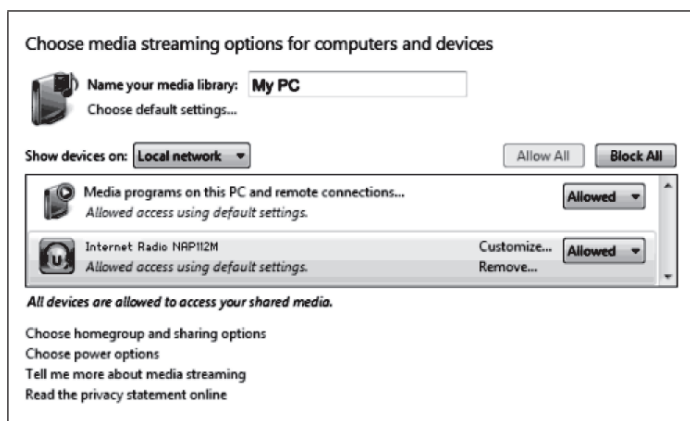 Choose media streaming options for computers and devices
Name your media library: My PC
Choose default settings...
Show devices on: Local network Allow All Block All
Media programs on this PC and remote connections... Allowed
Allowed access using default settings.
Internet Radio NAP112M Customize... Allowed
Allowed access using default settings. Remove...
All devices are allowed to access your shared media.
Choose homegroup and sharing options
Choose power options
Tell me more about media streaming
Read the privacy statement online